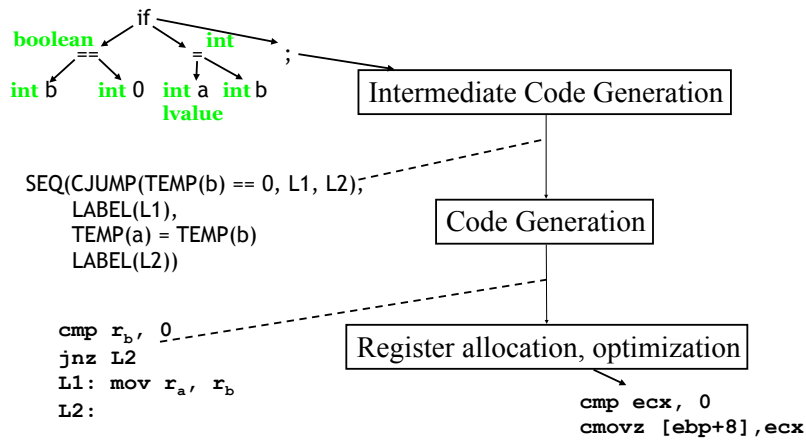 if
boolean
int
== = ;
int b int 0 int a int b
lvalue
Intermediate Code Generation
SEQ(CJUMP(TEMP(b) == 0, L1, L2),
LABEL(L1),
TEMP(a) = TEMP(b)
LABEL(L2))
Code Generation
cmp rb, 0
jnz L2
L1: mov ra, rb
L2:
Register allocation, optimization
cmp ecx, 0
cmovz [ebp+8],ecx